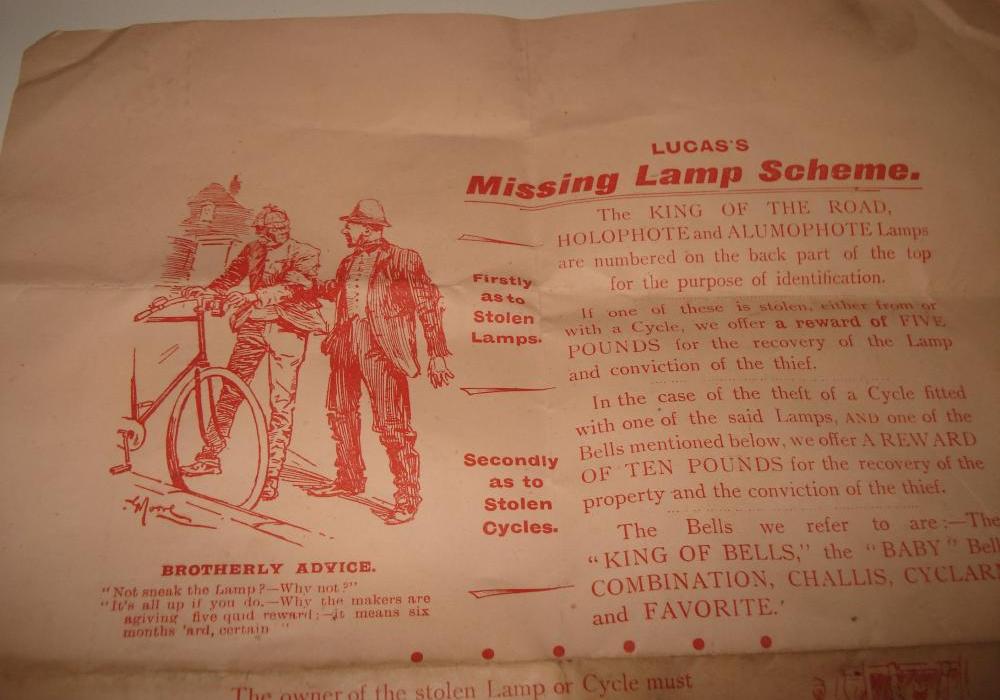 LUCAS'S
Missing Lamp Scheme.
The KING OF THE ROAD,
HOLOPHOTE and ALUMOPHOTE Lamps
are numbered on the back part of the top
for the purpose of identification.
Firstly
as to
Stolen
Lamps.
If one of these is stolen, either from or
with a Cycle, we offer a reward of FIVE
POUNDS for the recovery of the Lamp
and conviction of the thief.
In the case of the theft of a Cycle fitted
with one of the said Lamps, AND one of the
Bells mentioned below, we offer A REWARD
OF TEN POUNDS for the recovery of the
property and the conviction of the thief.
Secondly
as to
Stolen
Cycles.
The Bells we refer to are:—The
"KING OF BELLS," the "BABY" Bell
COMBINATION, CHALLIS, CYCLAR
and FAVORITE.'
G. Moore
BROTHERLY ADVICE.
"Not sneak the Lamp?—Why not?"
"It's all up if you do.—Why the makers are
agiving five quid reward:—it means six
months 'ard, certain"
The owner of the stolen Lamp or Cycle must